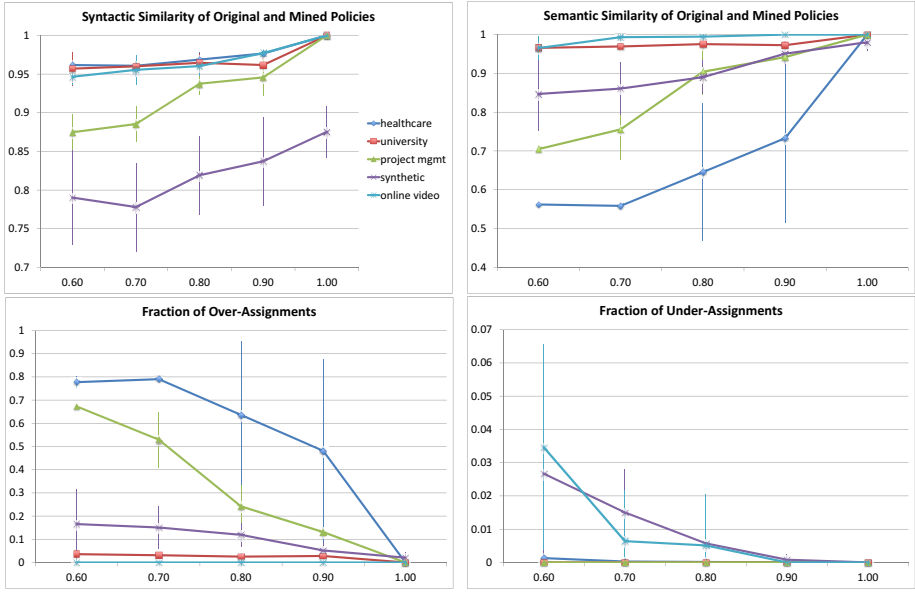 Syntactic Similarity of Original and Mined Policies
1
0.95
0.9
0.85
0.8
0.75
0.7
0.60 0.70 0.80 0.90 1.00
healthcare
university
project mgmt
synthetic
online video
Semantic Similarity of Original and Mined Policies
1
0.9
0.8
0.7
0.6
0.5
0.4
0.60 0.70 0.80 0.90 1.00
Fraction of Over-Assignments
1
0.9
0.8
0.7
0.6
0.5
0.4
0.3
0.2
0.1
0
0.60 0.70 0.80 0.90 1.00
Fraction of Under-Assignments
0.07
0.06
0.05
0.04
0.03
0.02
0.01
0
0.60 0.70 0.80 0.90 1.00